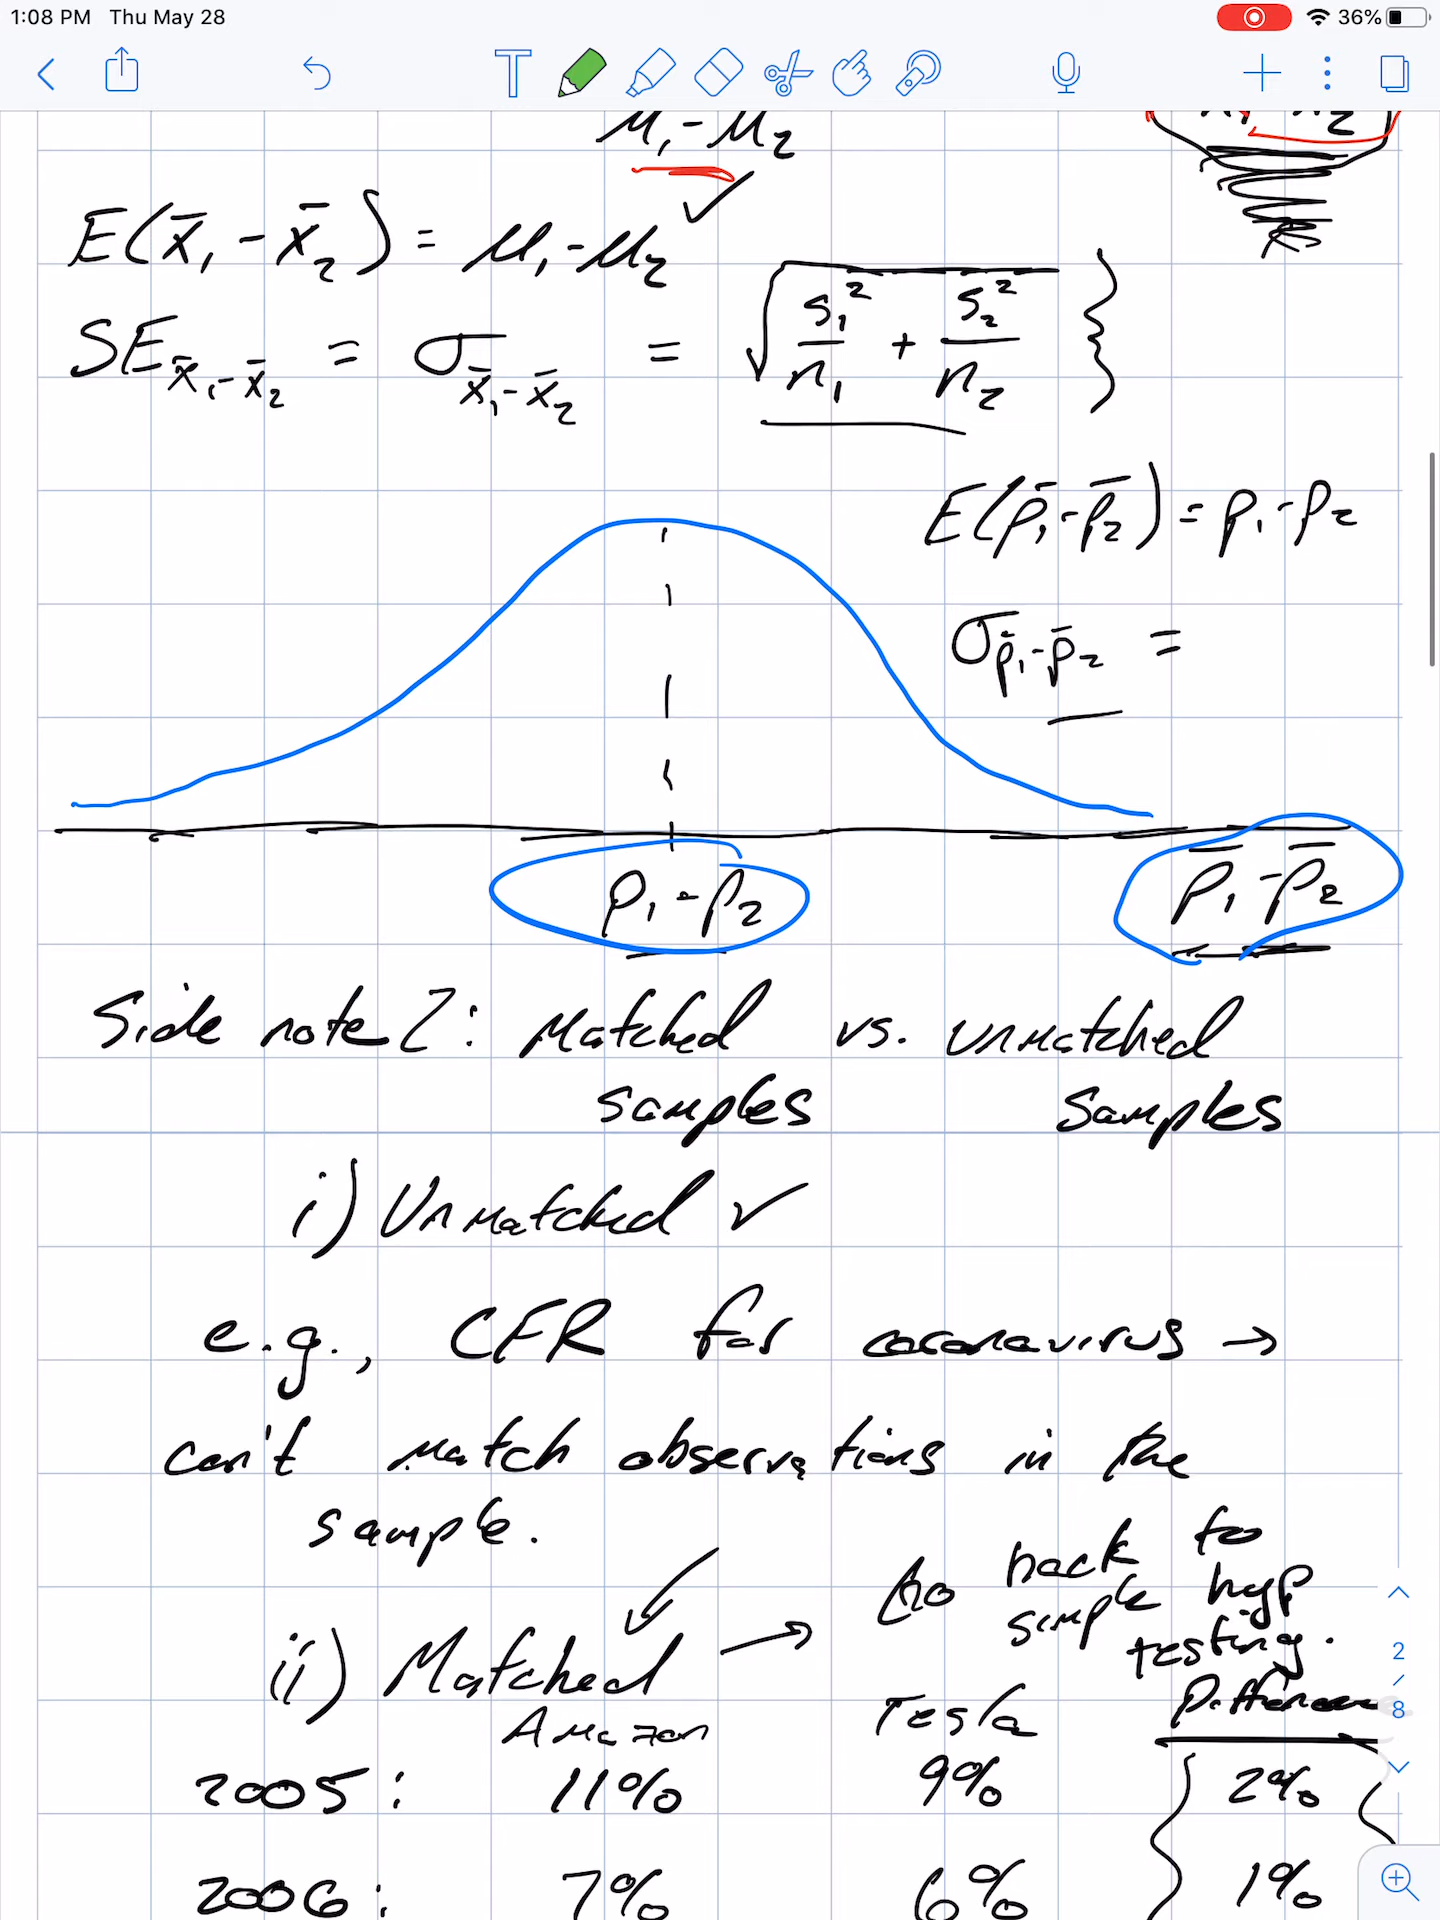 1:08 PM Thu May 28
36%
T
μ₁ - μ₂
E(x̄₁ - x̄₂) = μ₁ - μ₂
SE x̄₁ - x̄₂ = σ x̄₁ - x̄₂ = √ s₁²/n₁ + s₂²/n₂
E(p̄₁ - p̄₂) = p₁ - p₂
σ p̄₁ - p̄₂ =
p₁ - p₂
p̄₁ - p̄₂
Side note 2: Matched vs. unmatched
samples samples
i) Unmatched ✓
e.g., CFR for coronavirus →
can't match observations in the
sample.
ii) Matched → Go back to
simple hyp
testing.
Amazon Tesla Difference
2005: 11% 9% 2%
2006: 7% 6% 1%
2
/
8